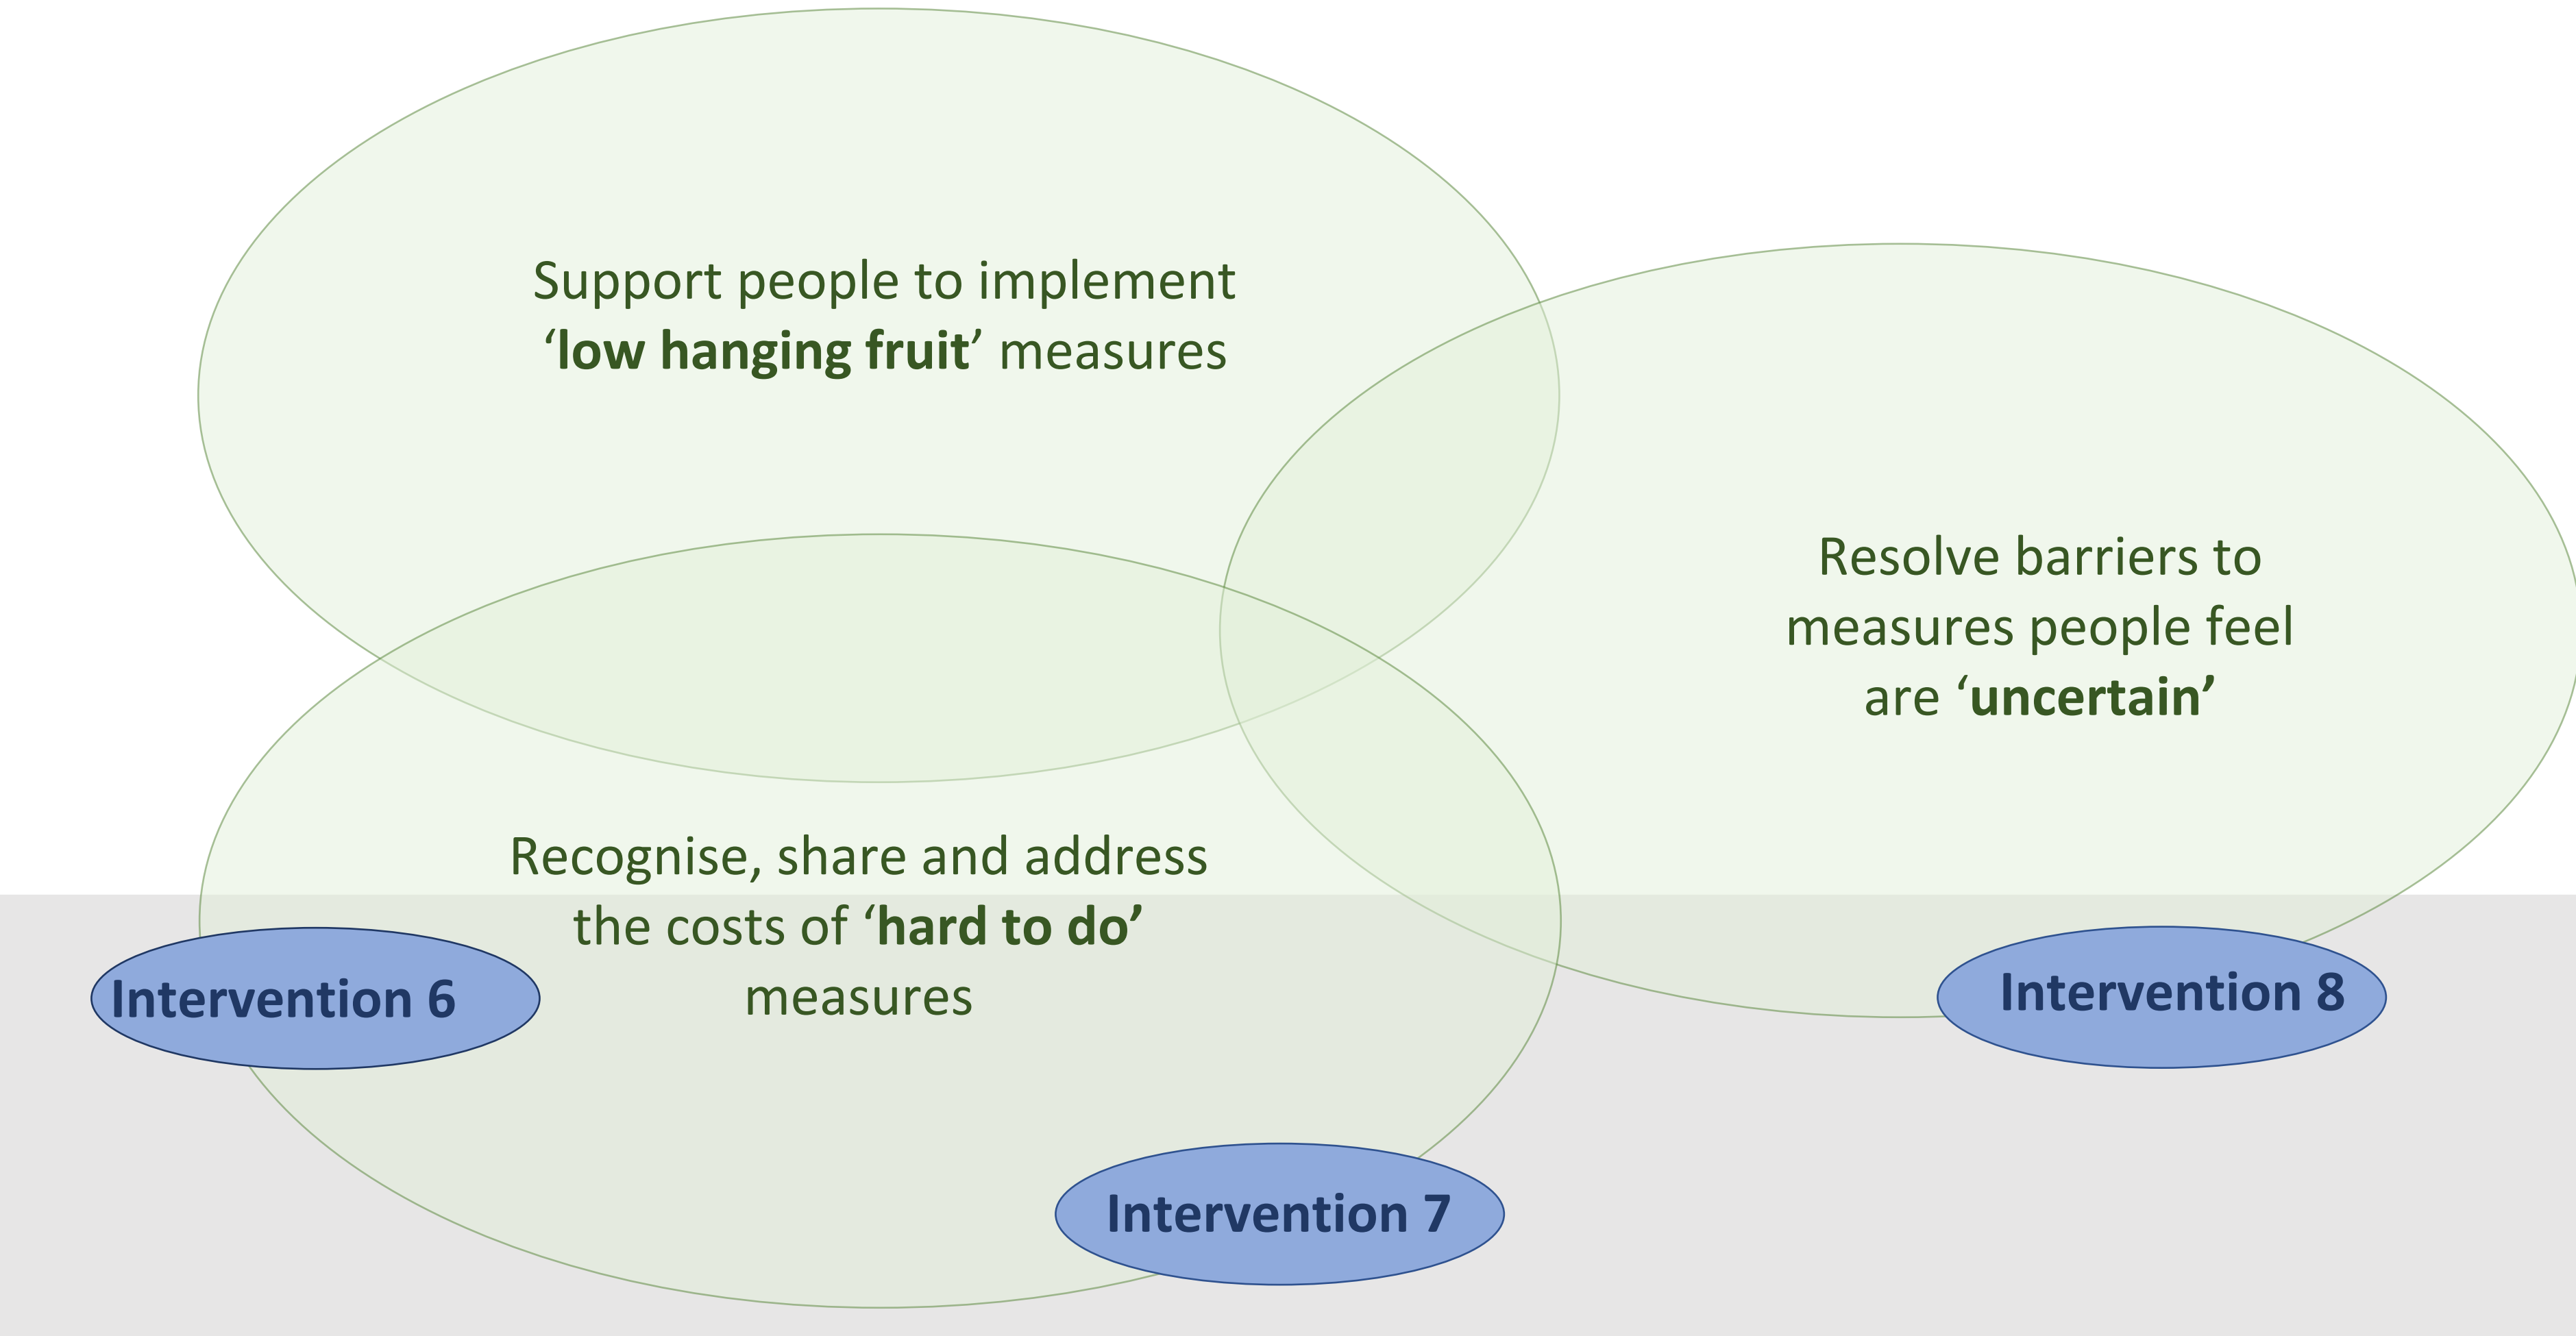 Support people to implement
‘low hanging fruit’ measures
Resolve barriers to
measures people feel
are ‘uncertain’
Recognise, share and address
the costs of ‘hard to do’
measures
Intervention 6
Intervention 8
Intervention 7